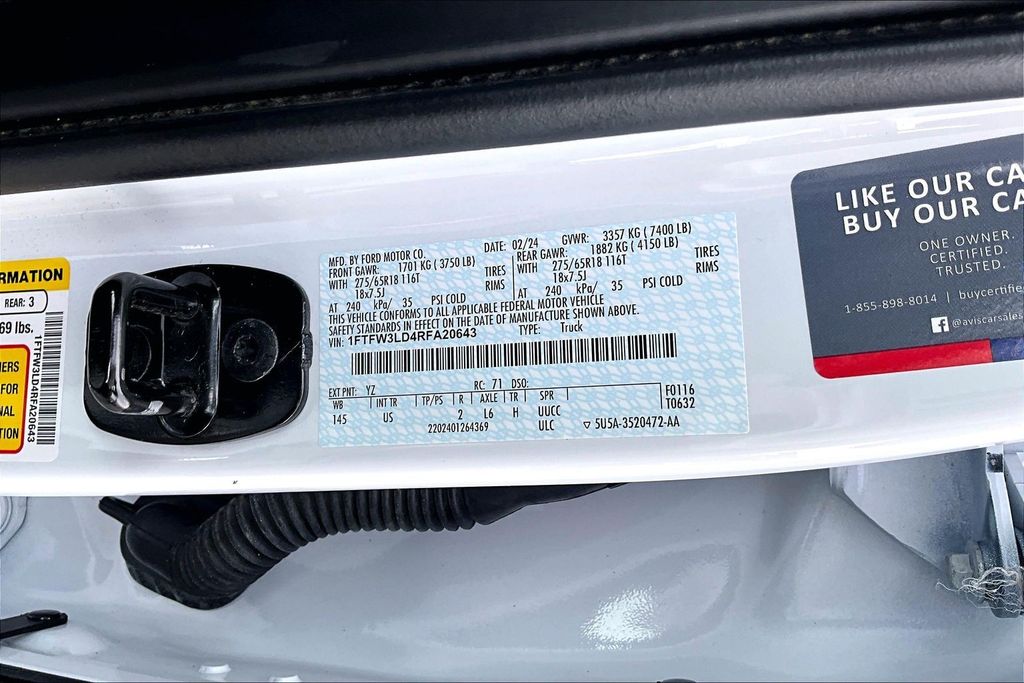 RMATION
REAR: 3
69 lbs.
NERS
FOR
NAL
TION
1FTFW3LD4RFA20643
MFD. BY FORD MOTOR CO. DATE: 02/24 GVWR: 3357 KG ( 7400 LB)
FRONT GAWR: 1701 KG ( 3750 LB) REAR GAWR: 1882 KG ( 4150 LB)
WITH 275/65R18 116T TIRES WITH 275/65R18 116T TIRES
18x7.5J RIMS 18x7.5J RIMS
AT 240 kPa/ 35 PSI COLD AT 240 kPa/ 35 PSI COLD
THIS VEHICLE CONFORMS TO ALL APPLICABLE FEDERAL MOTOR VEHICLE
SAFETY STANDARDS IN EFFECT ON THE DATE OF MANUFACTURE SHOWN ABOVE.
VIN: 1FTFW3LD4RFA20643 TYPE: Truck
EXT PNT: YZ RC: 71 DSO:
WB INT TR TP/PS R AXLE TR SPR F0116
145 US 2 L6 H UUCC T0632
2202401264369 ULC ▽ 5U5A-3520472-AA
LIKE OUR CA
BUY OUR CA
ONE OWNER.
CERTIFIED.
TRUSTED.
1-855-898-8014 | buycertifie
@aviscarsales